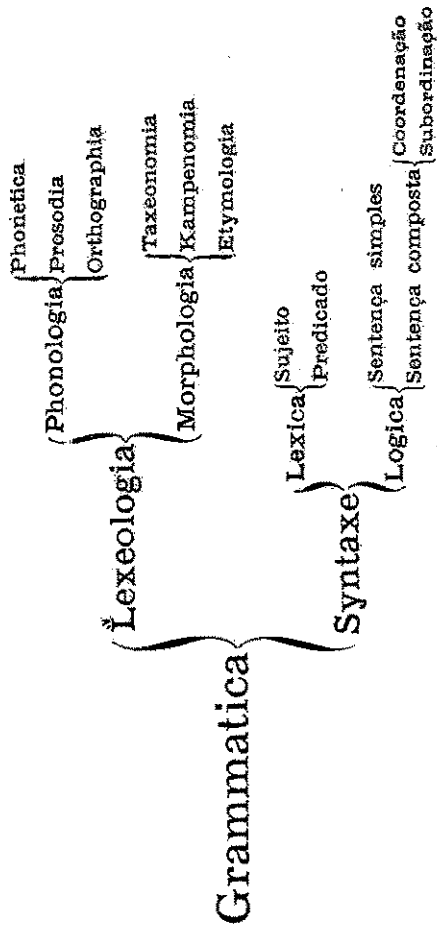 Grammatica
Lexeologia
Phonologia
Phonetica
Prosodia
Orthographia
Morphologia
Taxeonomia
Kampenomia
Etymologia
Syntaxe
Lexica
Sujeito
Predicado
Logica
Sentença simples
Sentença composta
Coordenação
Subordinação